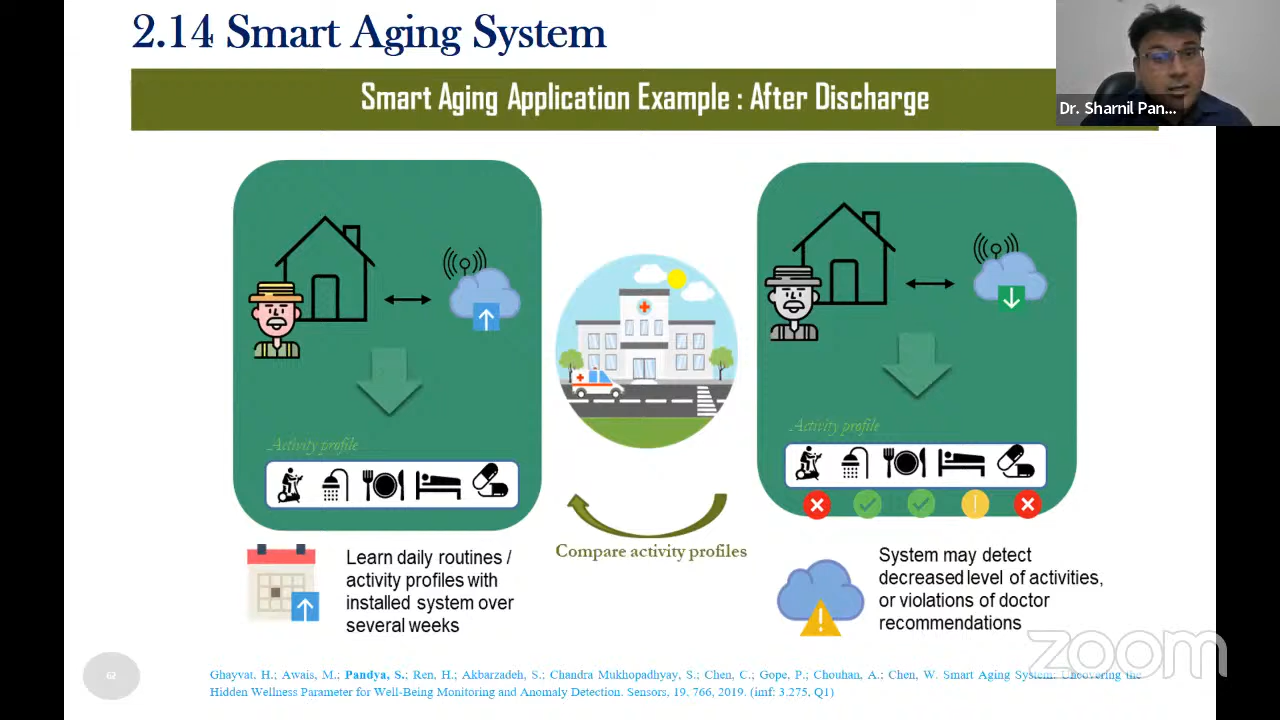 2.14 Smart Aging System
Smart Aging Application Example : After Discharge
Dr. Sharnil Pan...
Activity profile
Activity profile
Compare activity profiles
Learn daily routines /
activity profiles with
installed system over
several weeks
System may detect
decreased level of activities,
or violations of doctor
recommendations
zoom
62
Ghayvat, H.; Awais, M.; Pandya, S.; Ren, H.; Akbarzadeh, S.; Chandra Mukhopadhyay, S.; Chen, C.; Gope, P.; Chouhan, A.; Chen, W. Smart Aging System: Uncovering the
Hidden Wellness Parameter for Well-Being Monitoring and Anomaly Detection. Sensors, 19, 766, 2019. (imf: 3.275, Q1)